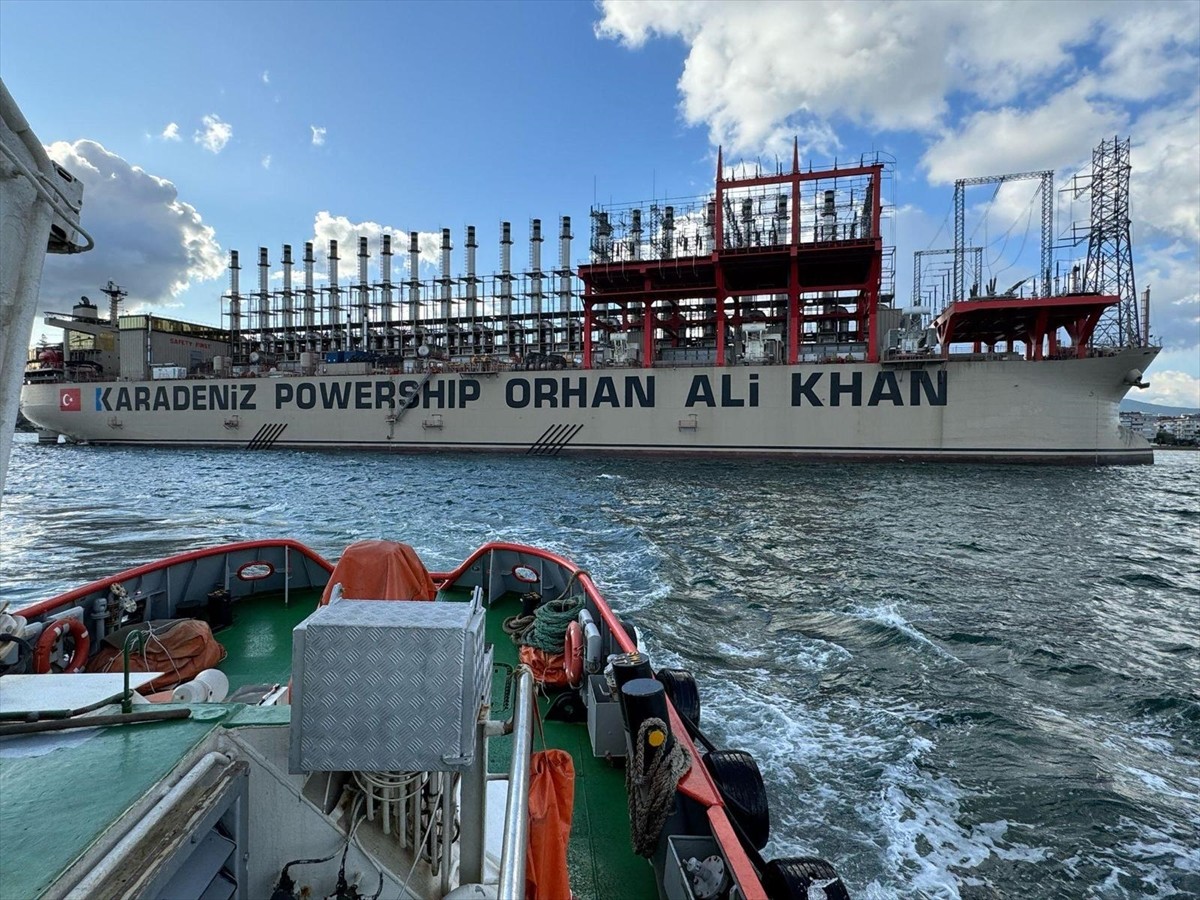 SAFETY FIRST
KARADENiZ POWERSHIP ORHAN ALi KHAN